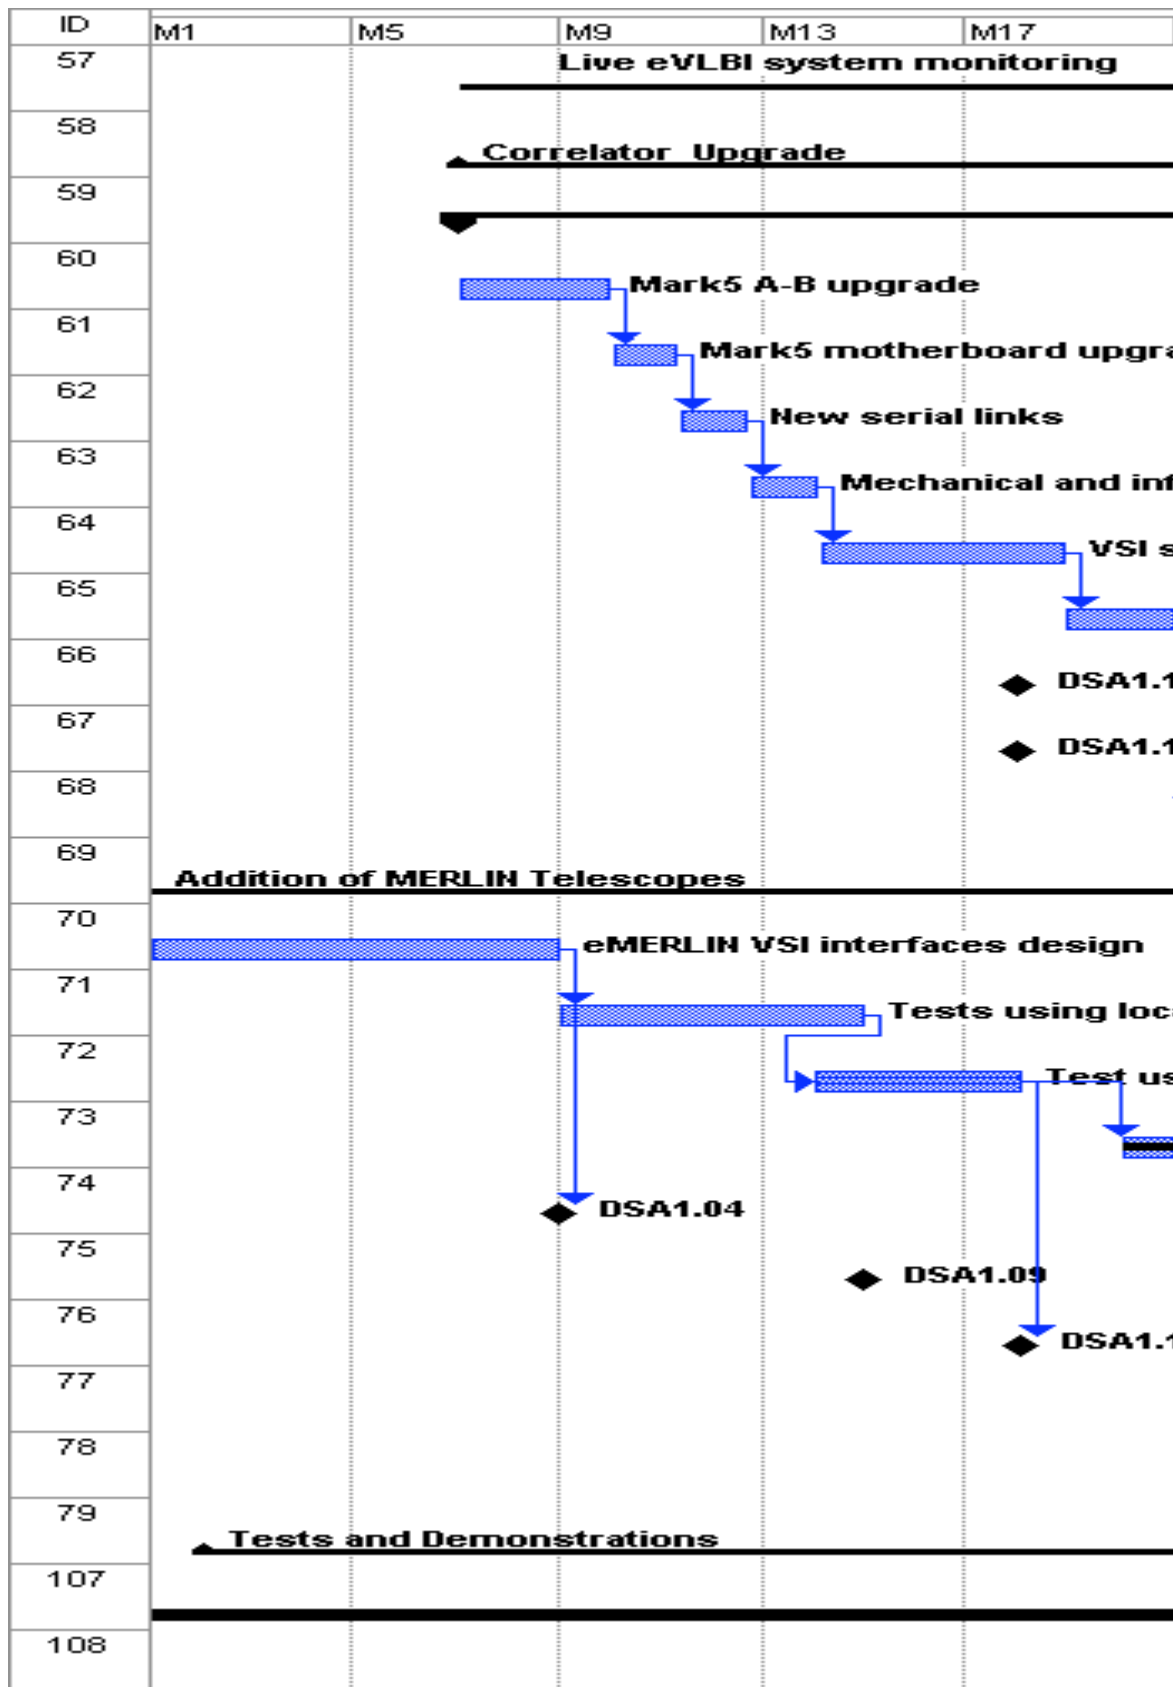 ID M1 M5 M9 M13 M17
57 Live eVLBI system monitoring
58 Correlator Upgrade
59
60 Mark5 A-B upgrade
61 Mark5 motherboard upgra
62 New serial links
63 Mechanical and inf
64 VSI s
65
66 DSA1.1
67 DSA1.1
68
69 Addition of MERLIN Telescopes
70 eMERLIN VSI interfaces design
71 Tests using loc
72 Test us
73
74 DSA1.04
75 DSA1.09
76 DSA1.1
77
78
79 Tests and Demonstrations
107
108